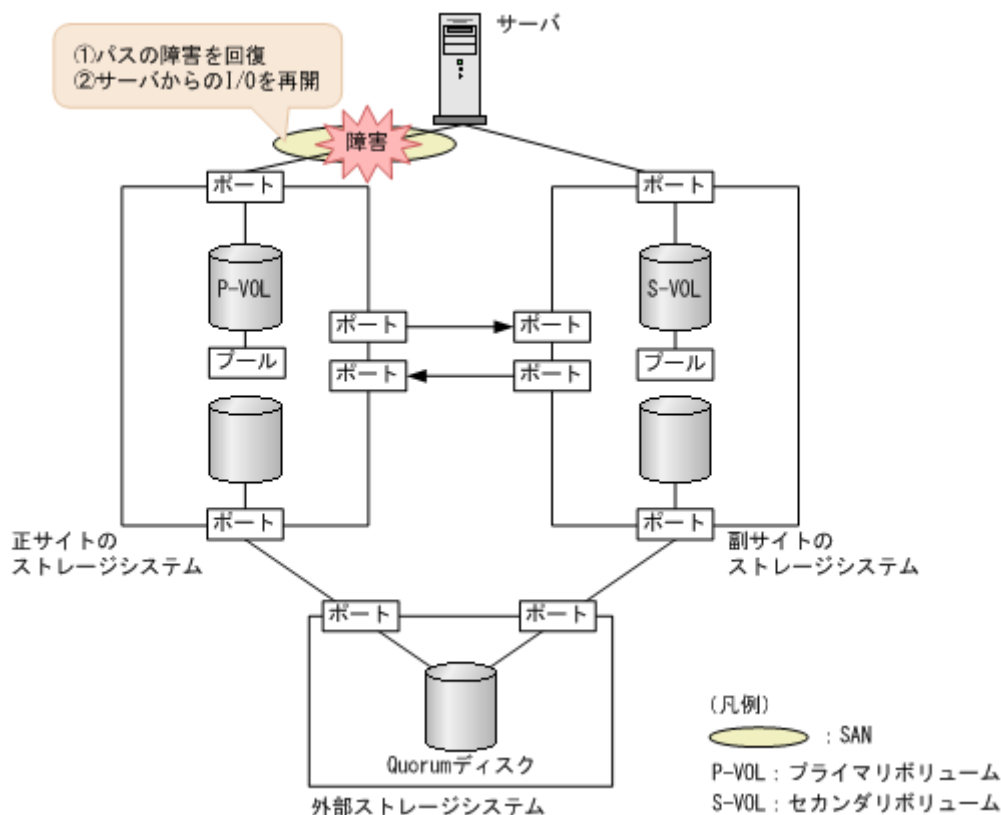 サーバ
①パスの障害を回復
②サーバからのI/Oを再開
障害
ポート
ポート
P-VOL
S-VOL
ポート
ポート
プール
プール
ポート
ポート
ポート
ポート
正サイトの
ストレージシステム
副サイトの
ストレージシステム
ポート
ポート
Quorumディスク
外部ストレージシステム
(凡例)
：SAN
P-VOL：プライマリボリューム
S-VOL：セカンダリボリューム